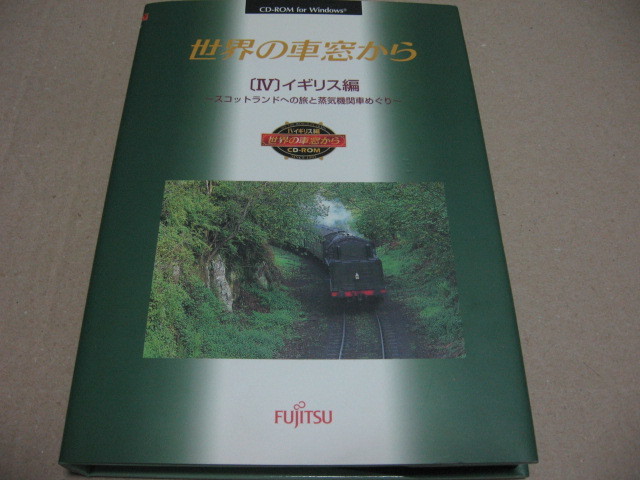 CD-ROM for Windows®
世界の車窓から
〔Ⅳ〕イギリス編
～スコットランドへの旅と蒸気機関車めぐり～
イギリス編
世界の車窓から
CD-ROM
FUJITSU